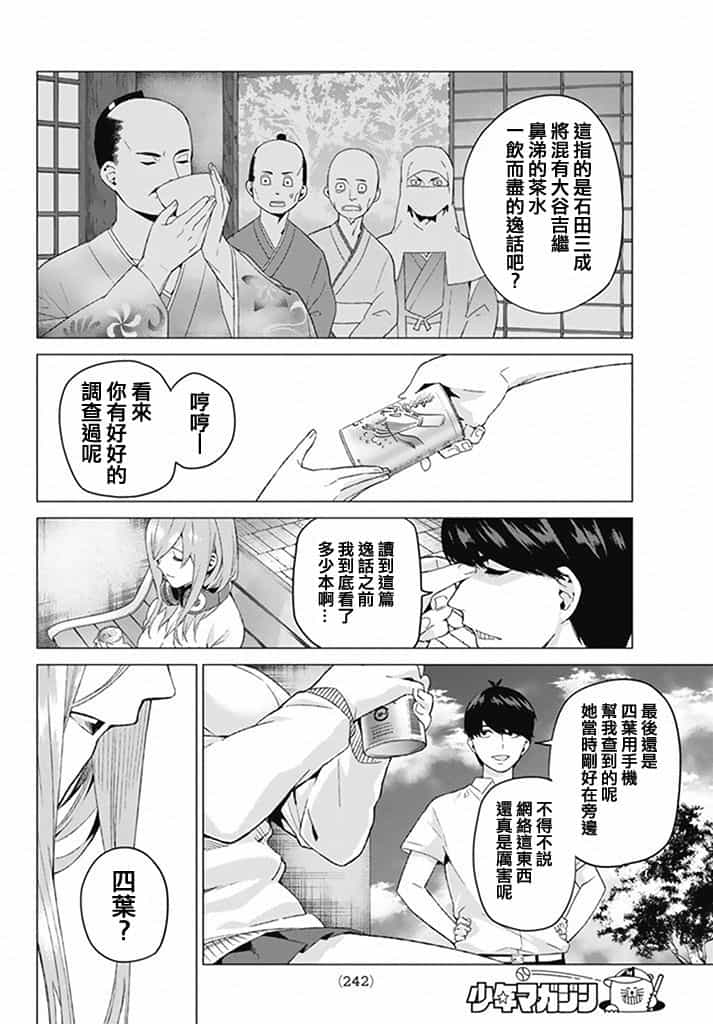 這指的是石田三成
將混有大谷吉繼
鼻涕的茶水
一飲而盡的逸話吧？
哼哼—
看來
你有好好的
調查過呢
讀到這篇
逸話之前
我到底看了
多少本啊…
最後還是
四葉用手機
幫我查到的呢
她當時剛好在旁邊
不得不說
網絡這東西
還真是厲害呢
四葉？
(242)
少年マガジン